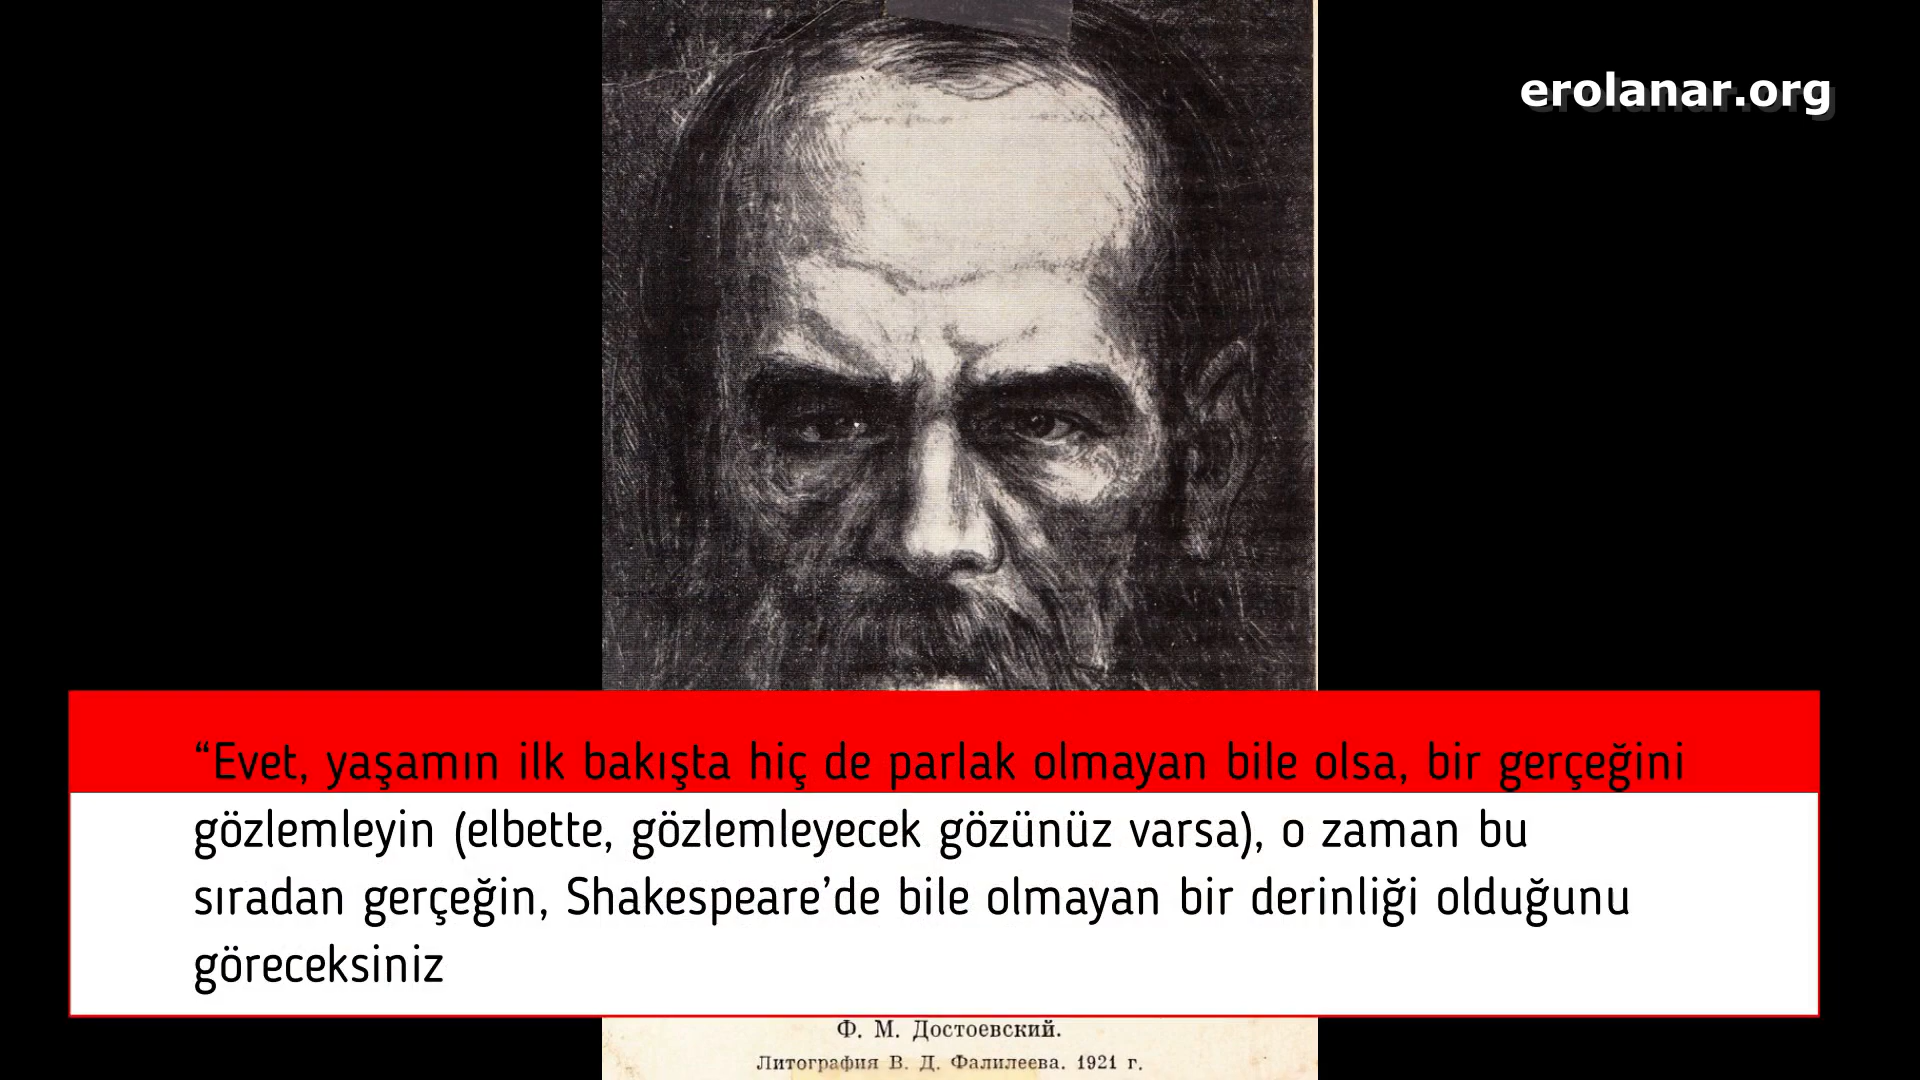 erolanar.org
“Evet, yaşamın ilk bakışta hiç de parlak olmayan bile olsa, bir gerçeğini
gözlemleyin (elbette, gözlemleyecek gözünüz varsa), o zaman bu
sıradan gerçeğin, Shakespeare’de bile olmayan bir derinliği olduğunu
göreceksiniz
Ф. М. Достоевский.
Литография В. Д. Фалилеева. 1921 г.